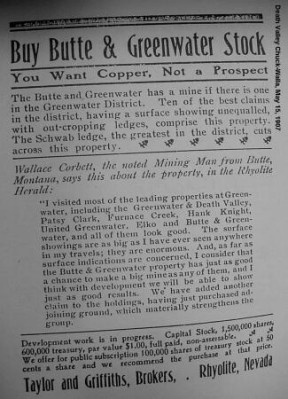 Buy Butte & Greenwater Stock
You Want Copper, Not a Prospect
The Butte and Greenwater has a mine if there is one
in the Greenwater District. Ten of the best claims
in the district, having a surface showing unequalled,
with out-cropping ledges, comprise this property.
The Schwab ledge, the greatest in the district, cuts
across this property.
Wallace Corbett, the noted Mining Man from Butte,
Montana, says this about the property, in the Rhyolite
Herald:
"I visited most of the leading properties at Green-
water, including the Greenwater & Death Valley,
Patsy Clark, Furnace Creek, Hank Knight,
United Greenwater, Elko and Butte & Green-
water, and all of them look good. The surface
showings are as big as I have ever seen anywhere
in my travels; they are enormous. And, as far as
surface indications are concerned, I consider that
the Butte & Greenwater property has just as good
a chance to make a big mine as any of them, and I
think with development we will be able to show
just as good results. We have added another
claim to the holdings, having just purchased ad-
joining ground, which materially strengthens the
group.
Development work is in progress. Capital Stock, 1,500,000 shares,
600,000 treasury, par value $1.00, full paid, non-assessable.
We offer for public subscription 100,000 shares of treasury stock at 50
cents a share and we recommend the purchase at that price.
Taylor and Griffiths, Brokers, . Rhyolite, Nevada
Death Valley Chuck-Walla, May 15, 1907